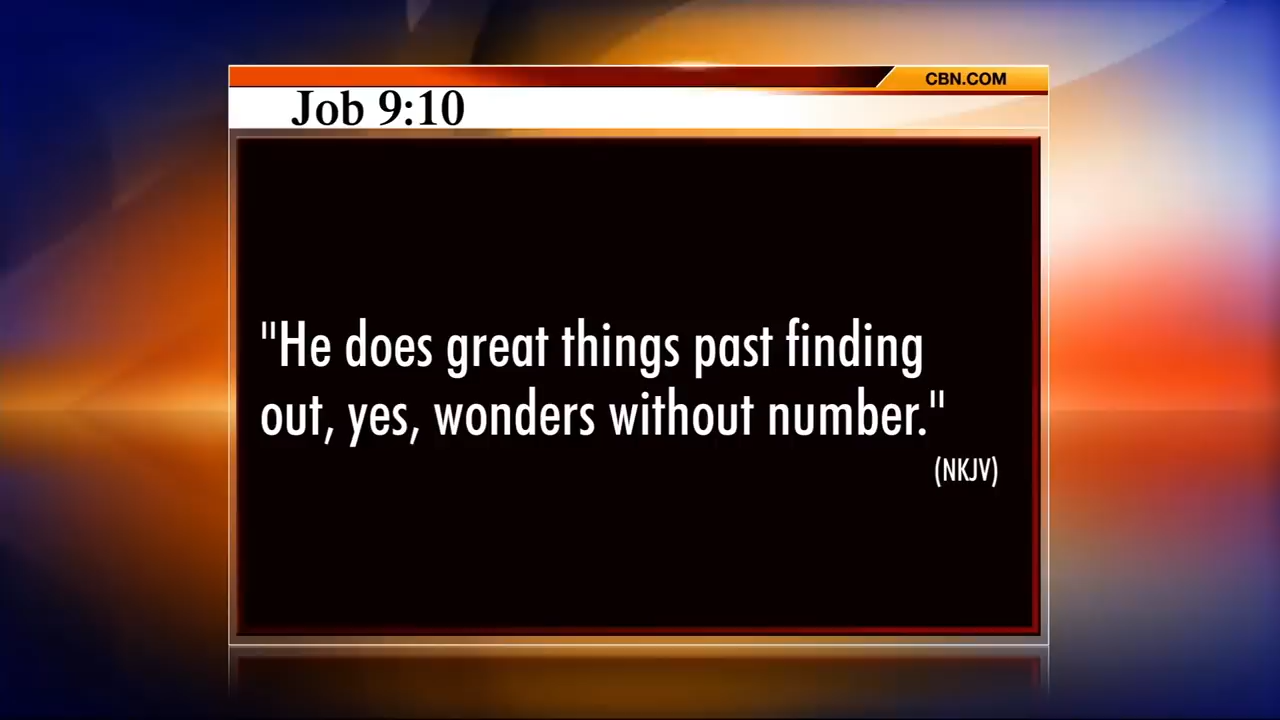 CBN.COM
Job 9:10
"He does great things past finding
out, yes, wonders without number."
(NKJV)